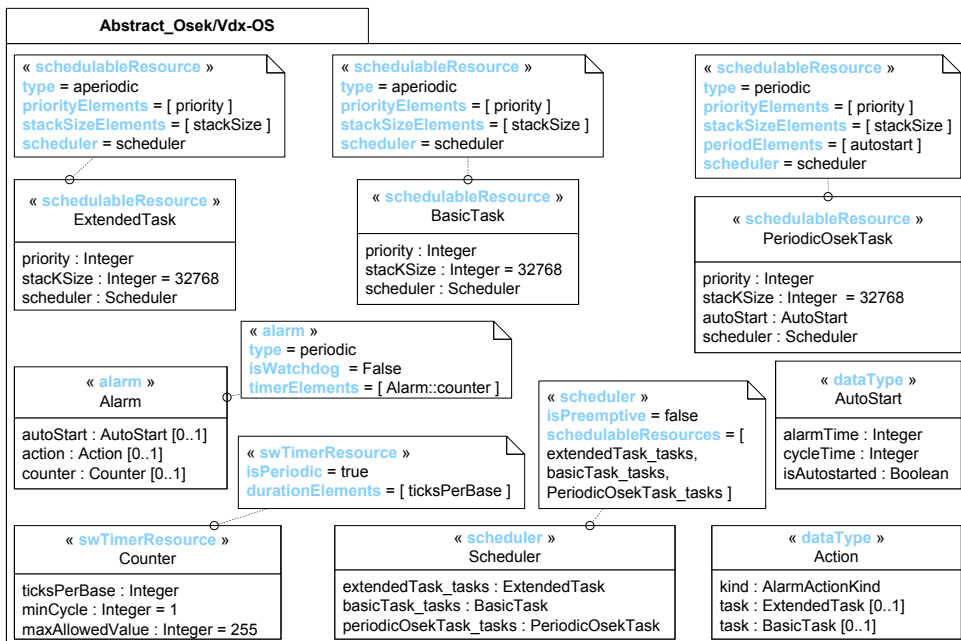 Abstract_Osek/Vdx-OS
« schedulableResource »
type = aperiodic
priorityElements = [ priority ]
stackSizeElements = [ stackSize ]
scheduler = scheduler
« schedulableResource »
type = aperiodic
priorityElements = [ priority ]
stackSizeElements = [ stackSize ]
scheduler = scheduler
« schedulableResource »
type = periodic
priorityElements = [ priority ]
stackSizeElements = [ stackSize ]
periodElements = [ autostart ]
scheduler = scheduler
« schedulableResource »
ExtendedTask
priority : Integer
stacKSize : Integer = 32768
scheduler : Scheduler
« schedulableResource »
BasicTask
priority : Integer
stacKSize : Integer = 32768
scheduler : Scheduler
« schedulableResource »
PeriodicOsekTask
priority : Integer
stacKSize : Integer = 32768
autoStart : AutoStart
scheduler : Scheduler
« alarm »
type = periodic
isWatchdog = False
timerElements = [ Alarm::counter ]
« alarm »
Alarm
autoStart : AutoStart [0..1]
action : Action [0..1]
counter : Counter [0..1]
« swTimerResource »
isPeriodic = true
durationElements = [ ticksPerBase ]
« scheduler »
isPreemptive = false
schedulableResources = [
extendedTask_tasks,
basicTask_tasks,
PeriodicOsekTask_tasks ]
« dataType »
AutoStart
alarmTime : Integer
cycleTime : Integer
isAutostarted : Boolean
« swTimerResource »
Counter
ticksPerBase : Integer
minCycle : Integer = 1
maxAllowedValue : Integer = 255
« scheduler »
Scheduler
extendedTask_tasks : ExtendedTask
basicTask_tasks : BasicTask
periodicOsekTask_tasks : PeriodicOsekTask
« dataType »
Action
kind : AlarmActionKind
task : ExtendedTask [0..1]
task : BasicTask [0..1]